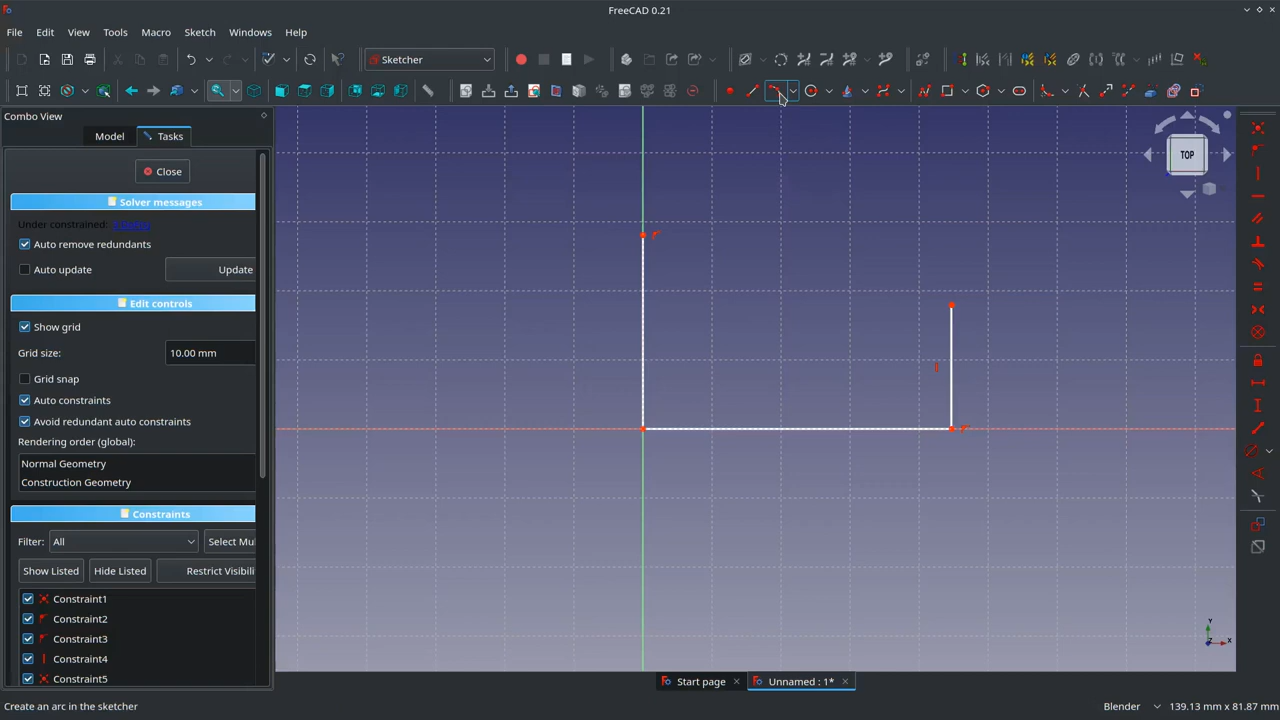 FreeCAD 0.21
File Edit View Tools Macro Sketch Windows Help
Sketcher
Combo View
Model Tasks
Close
Solver messages
Under constrained:
Auto remove redundants
Auto update Update
Edit controls
Show grid
Grid size: 10.00 mm
Grid snap
Auto constraints
Avoid redundant auto constraints
Rendering order (global):
Normal Geometry
Construction Geometry
Constraints
Filter: All Select Mu
Show Listed Hide Listed Restrict Visibili
Constraint1
Constraint2
Constraint3
Constraint4
Constraint5
TOP
Y
Z X
Start page Unnamed : 1*
Create an arc in the sketcher Blender 139.13 mm x 81.87 mm